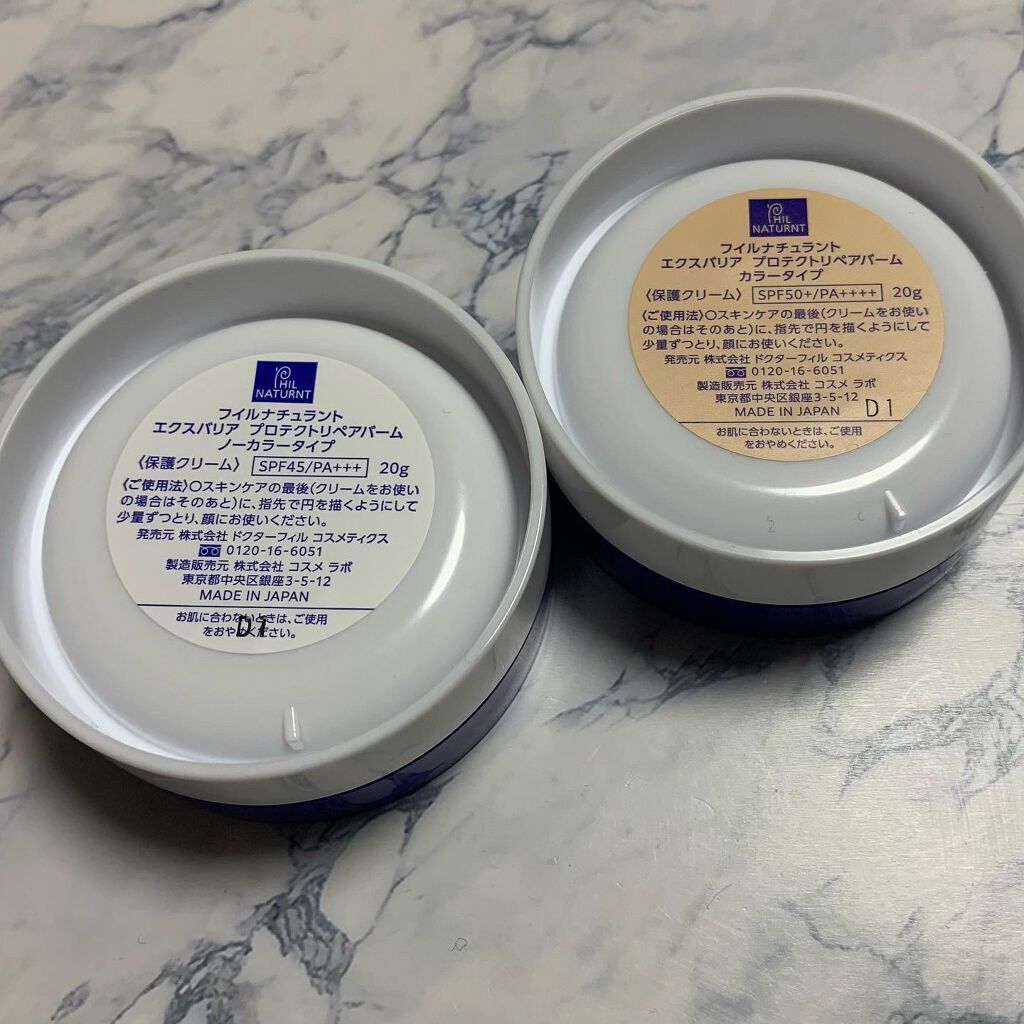 PHIL
NATURNT
フイルナチュラント
エクスバリア プロテクトリペアバーム
ノーカラータイプ
〈保護クリーム〉 SPF45/PA+++ 20g
〈ご使用法〉○スキンケアの最後(クリームをお使い
の場合はそのあと)に、指先で円を描くようにして
少量ずつとり、顔にお使いください。
発売元 株式会社 ドクターフィル コスメティクス
0120-16-6051
製造販売元 株式会社 コスメ ラボ
東京都中央区銀座3-5-12
MADE IN JAPAN
お肌に合わないときは、ご使用
をおやめください。
D1
PHIL
NATURNT
フイルナチュラント
エクスバリア プロテクトリペアバーム
カラータイプ
〈保護クリーム〉 SPF50+/PA++++ 20g
〈ご使用法〉○スキンケアの最後(クリームをお使い
の場合はそのあと)に、指先で円を描くようにして
少量ずつとり、顔にお使いください。
発売元 株式会社 ドクターフィル コスメティクス
0120-16-6051
製造販売元 株式会社 コスメ ラボ
東京都中央区銀座3-5-12
MADE IN JAPAN D1
お肌に合わないときは、ご使用
をおやめください。